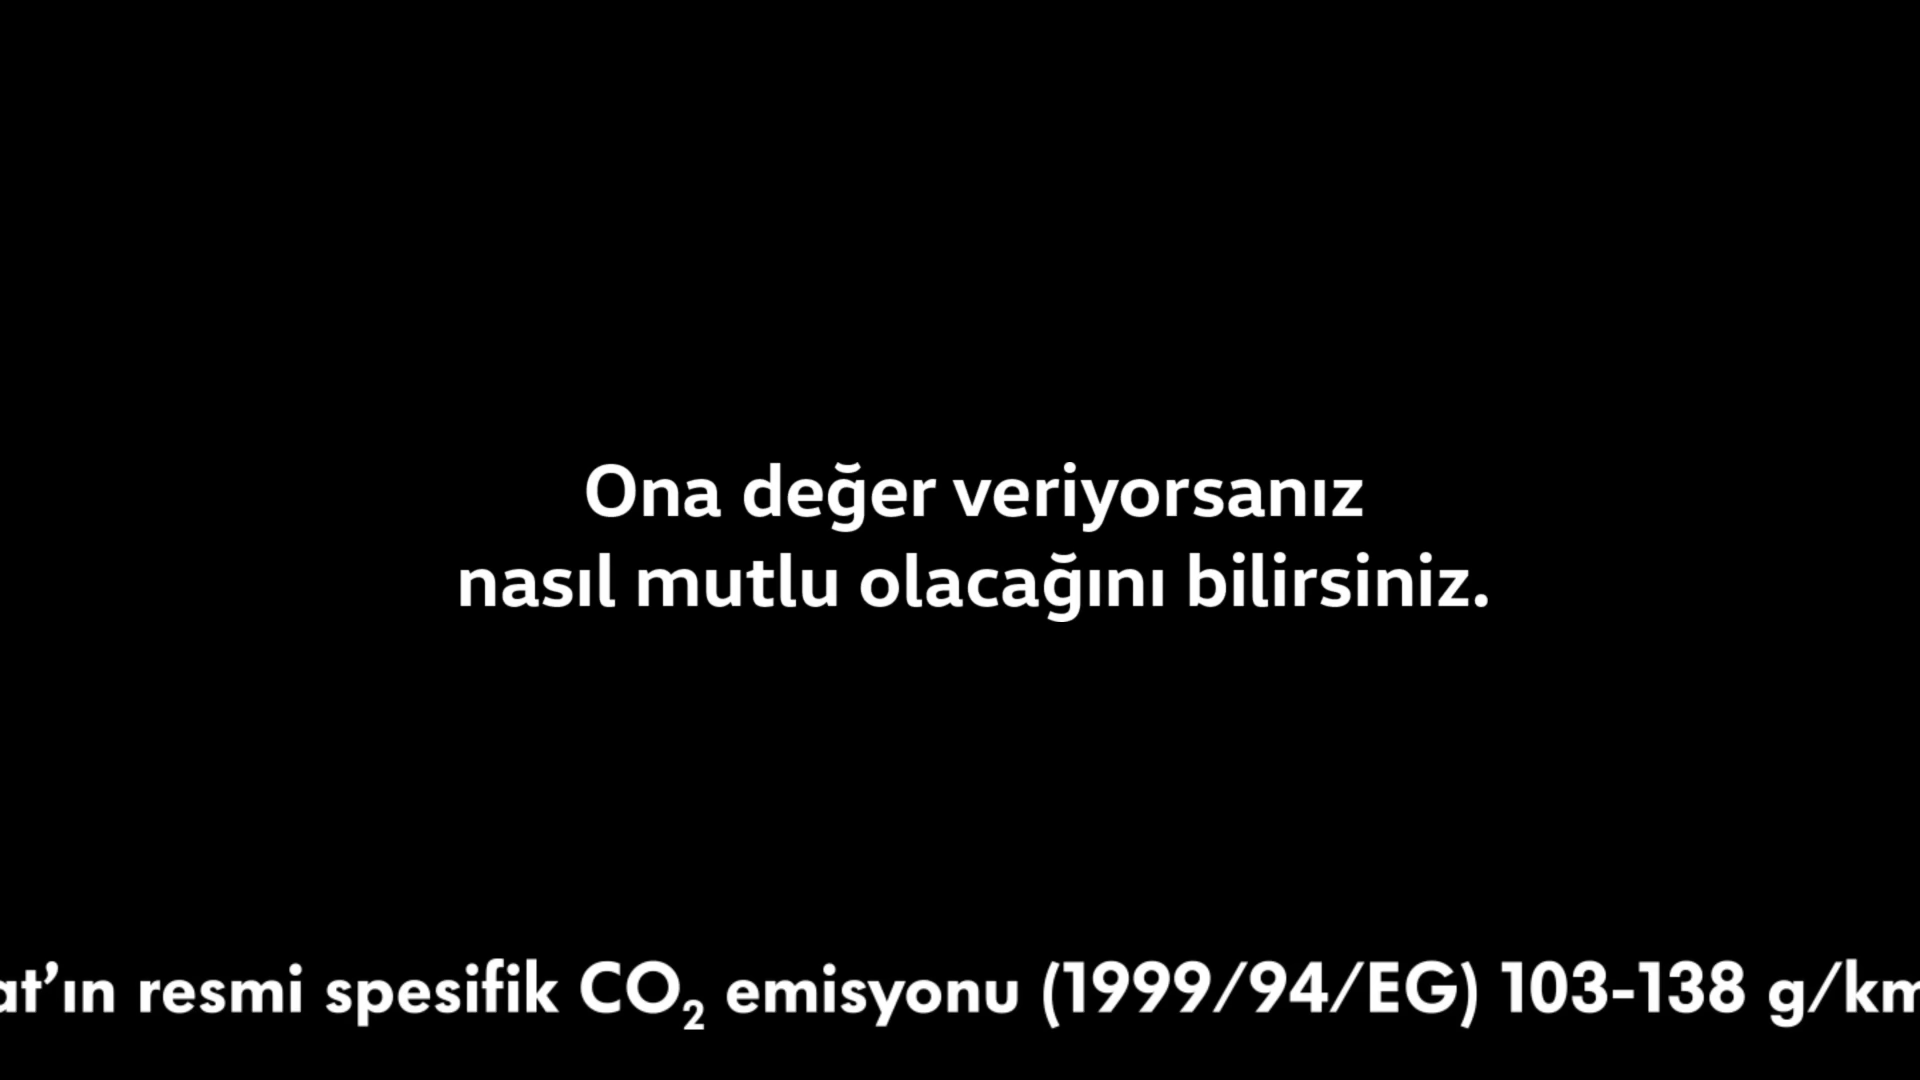 Ona değer veriyorsanız
nasıl mutlu olacağını bilirsiniz.
at’ın resmi spesifik CO₂ emisyonu (1999/94/EG) 103-138 g/km